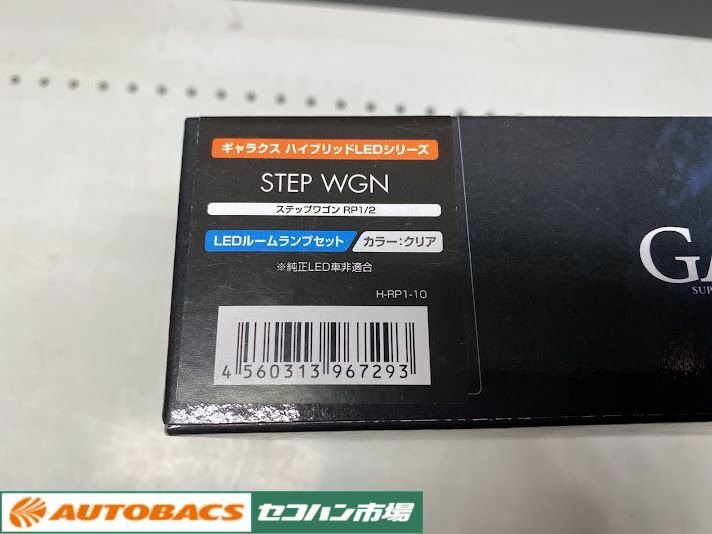 ギャラクス ハイブリッドLEDシリーズ
STEP WGN
ステップワゴン RP1/2
LEDルームランプセット カラー:クリア
※純正LED車非適合
H-RP1-10
4 560313 967293
GA
SUP
AUTOBACS セコハン市場